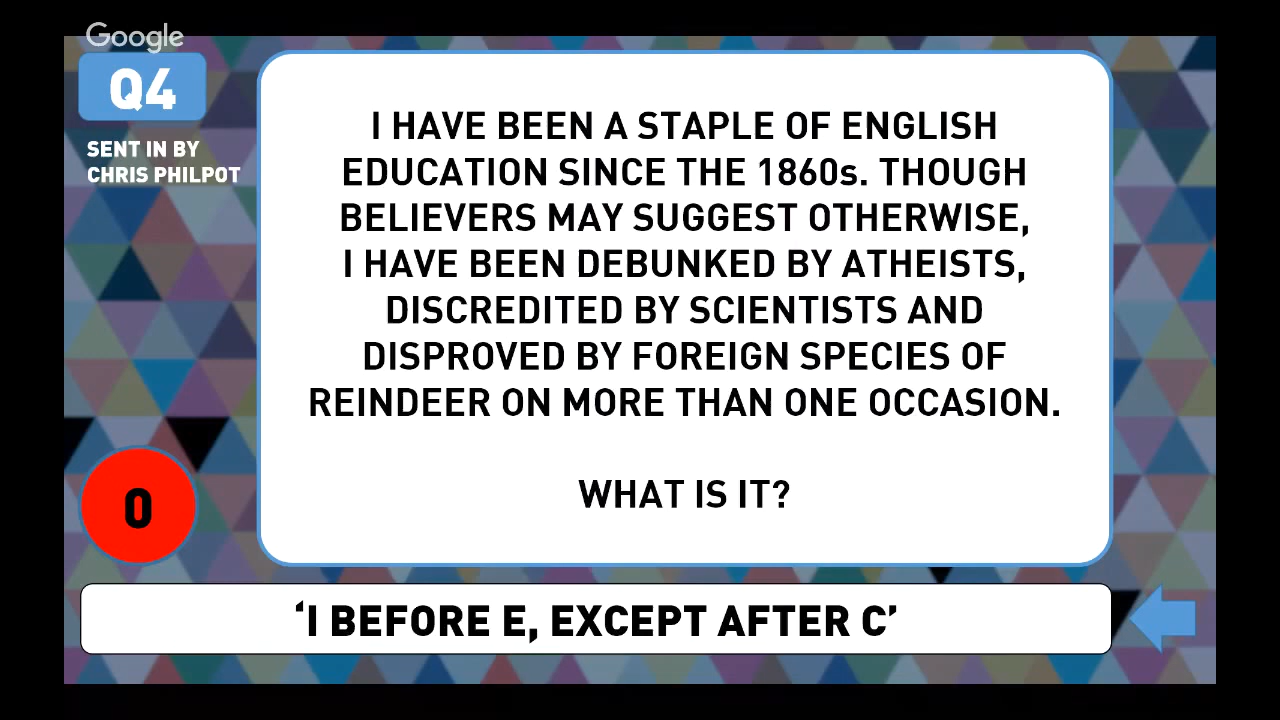 Google
Q4
SENT IN BY
CHRIS PHILPOT
I HAVE BEEN A STAPLE OF ENGLISH
EDUCATION SINCE THE 1860s. THOUGH
BELIEVERS MAY SUGGEST OTHERWISE,
I HAVE BEEN DEBUNKED BY ATHEISTS,
DISCREDITED BY SCIENTISTS AND
DISPROVED BY FOREIGN SPECIES OF
REINDEER ON MORE THAN ONE OCCASION.
WHAT IS IT?
0
‘I BEFORE E, EXCEPT AFTER C’